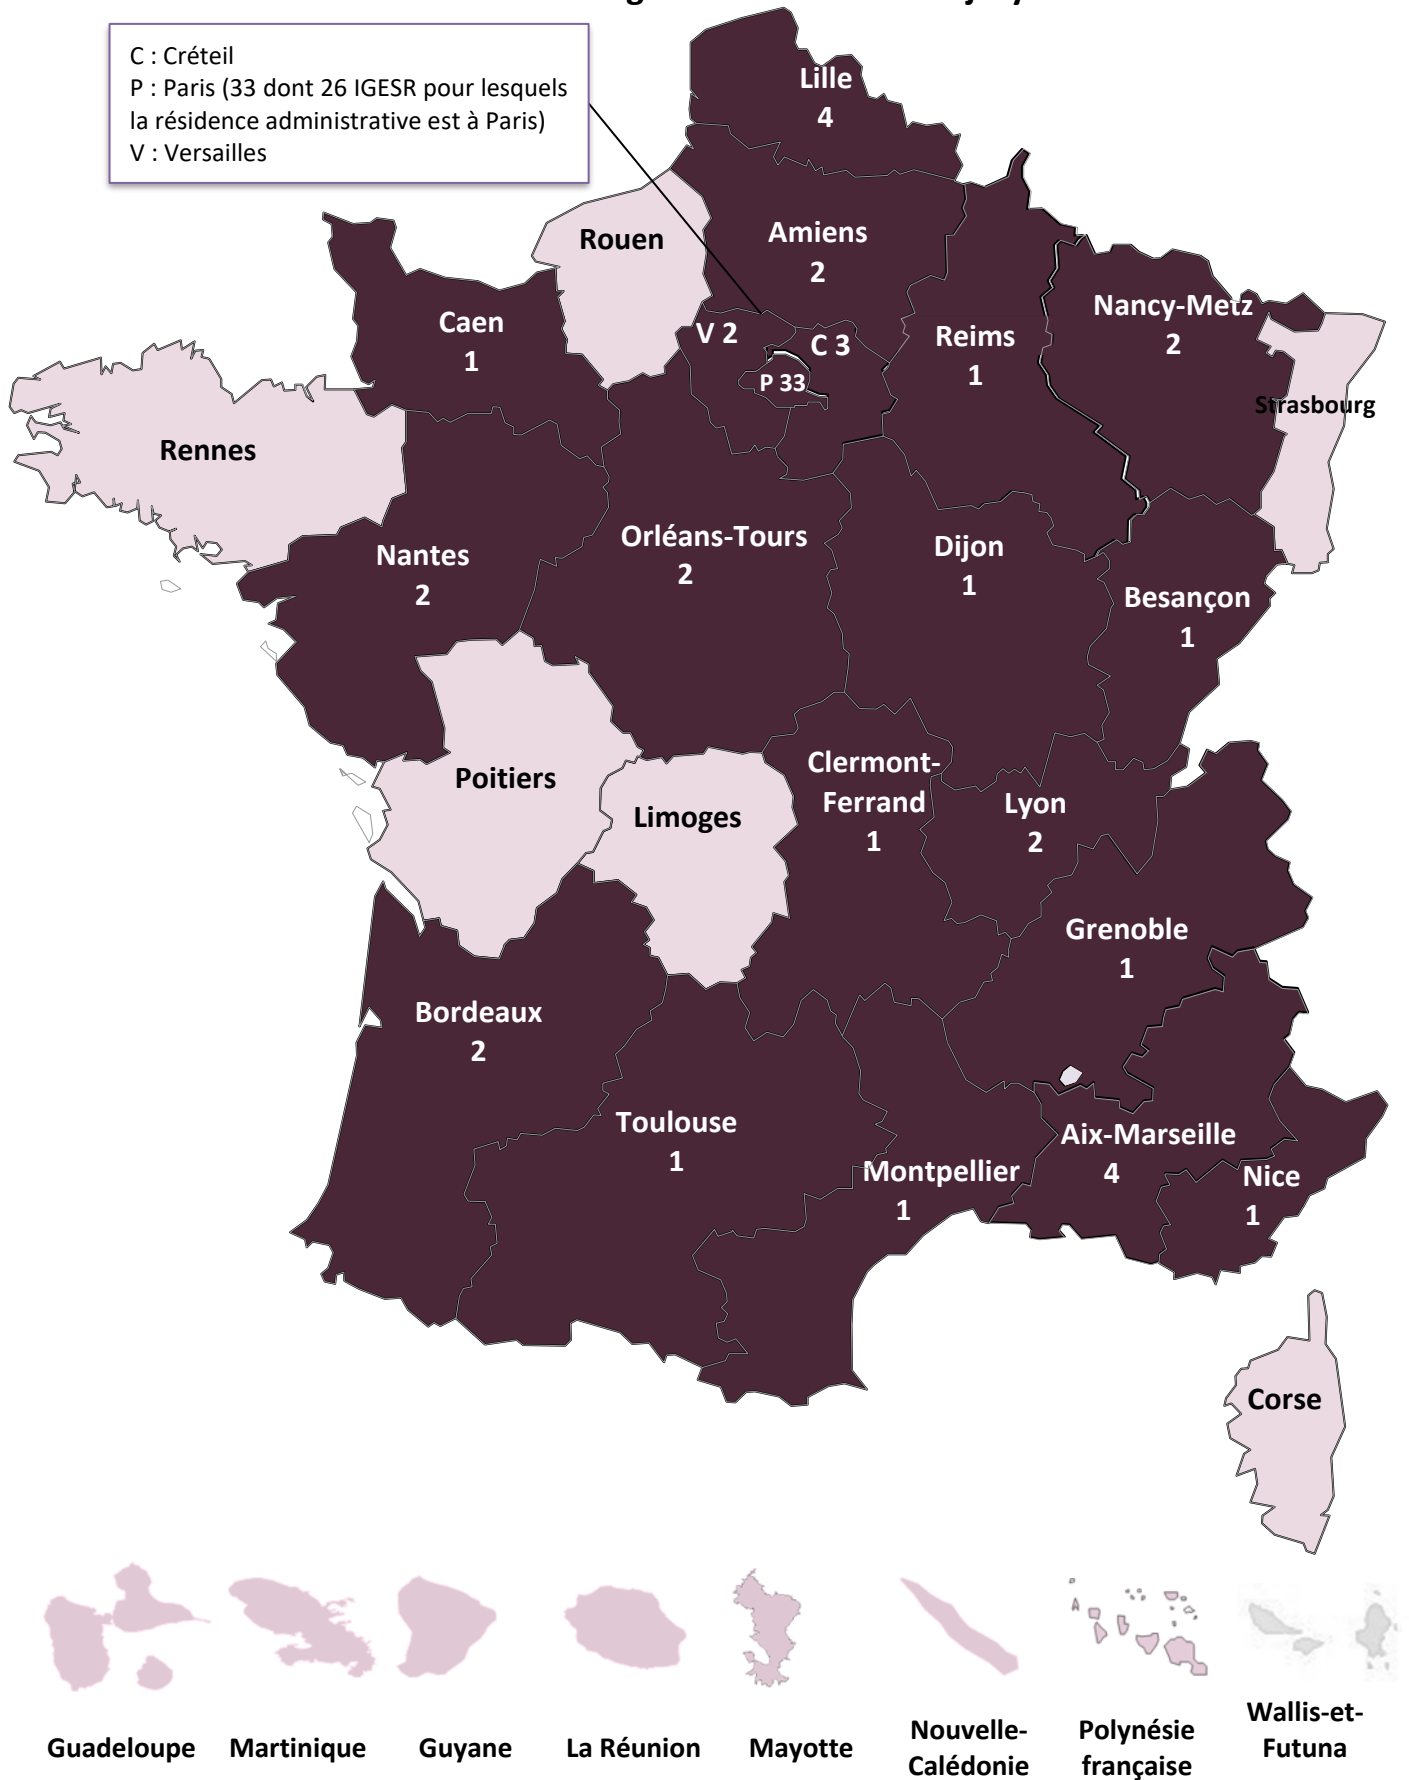 C : Créteil
P : Paris (33 dont 26 IGESR pour lesquels
la résidence administrative est à Paris)
V : Versailles
Lille
4
Rouen
Amiens
2
Caen
1
V 2
C 3
P 33
Reims
1
Nancy-Metz
2
Strasbourg
Rennes
Nantes
2
Orléans-Tours
2
Dijon
1
Besançon
1
Poitiers
Limoges
Clermont-
Ferrand
1
Lyon
2
Grenoble
1
Bordeaux
2
Toulouse
1
Montpellier
1
Aix-Marseille
4
Nice
1
Corse
Guadeloupe
Martinique
Guyane
La Réunion
Mayotte
Nouvelle-
Calédonie
Polynésie
française
Wallis-et-
Futuna